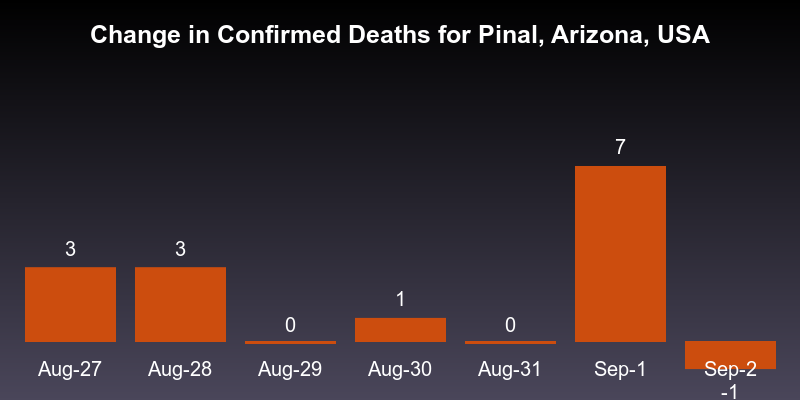 Change in Confirmed Deaths for Pinal, Arizona, USA
7
3
3
1
0
0
Aug-27
Aug-28
Aug-29
Aug-30
Aug-31
Sep-1
Sep-2
-1